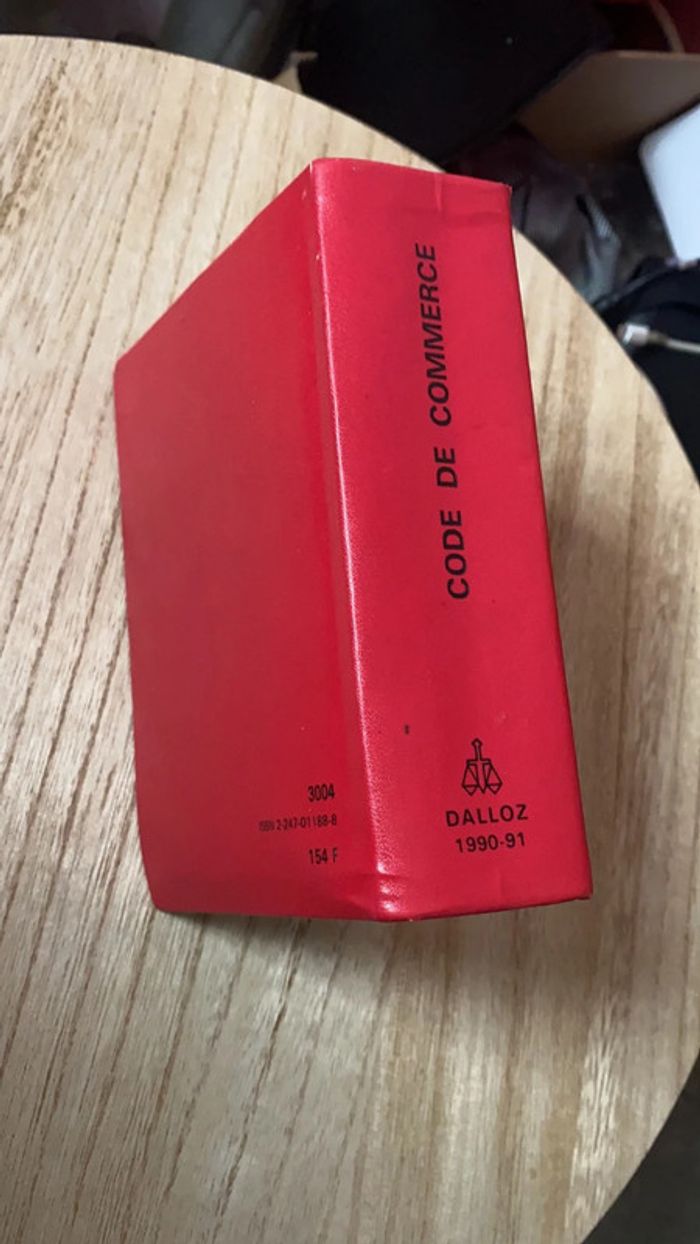 CODE DE COMMERCE
DALLOZ
1990-91
3004
ISBN 2-247-01188-8
154 F